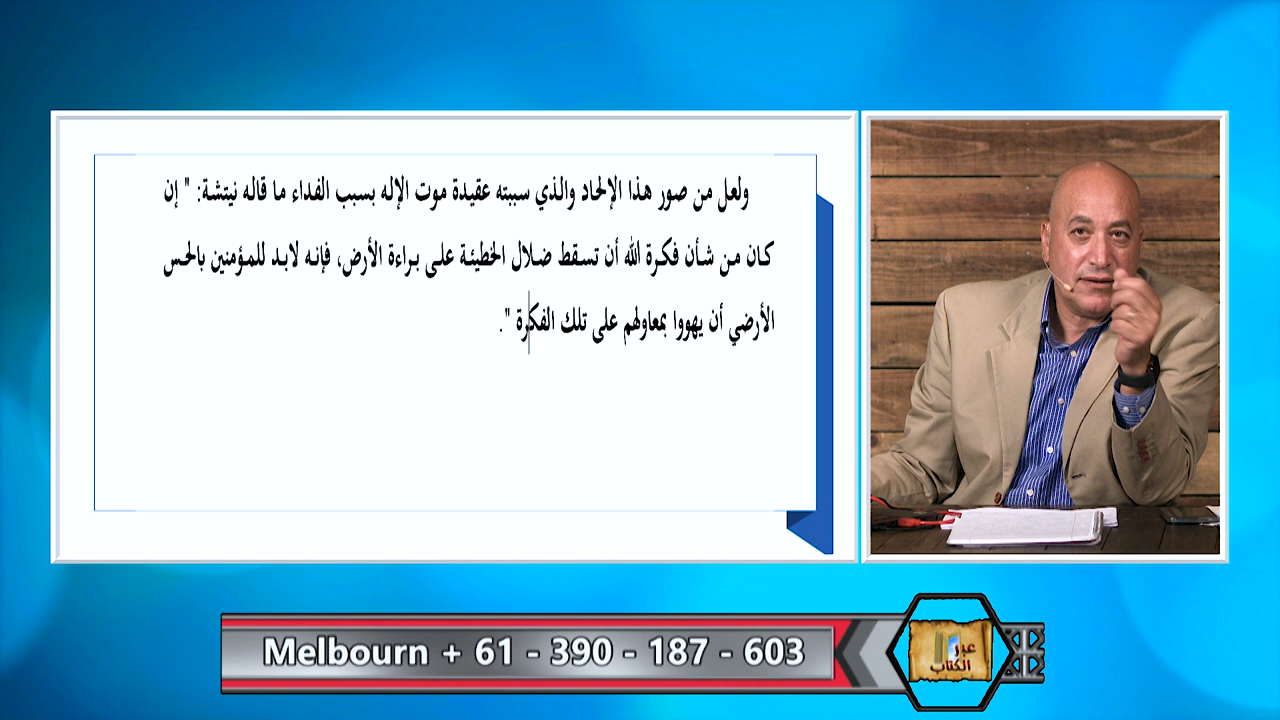 ولعل من صور هذا الإلحاد والذي سببته عقيدة موت الإله بسبب الفداء ما قاله نيتشة: " إن
كان من شأن فكرة الله أن تسقط ضلال الخطيئة على براءة الأرض، فإنه لابد للمؤمنين بالحس
الأرضي أن يهووا بمعاولهم على تلك الفكرة ".
Melbourn + 61 - 390 - 187 - 603
عبر
الكتاب